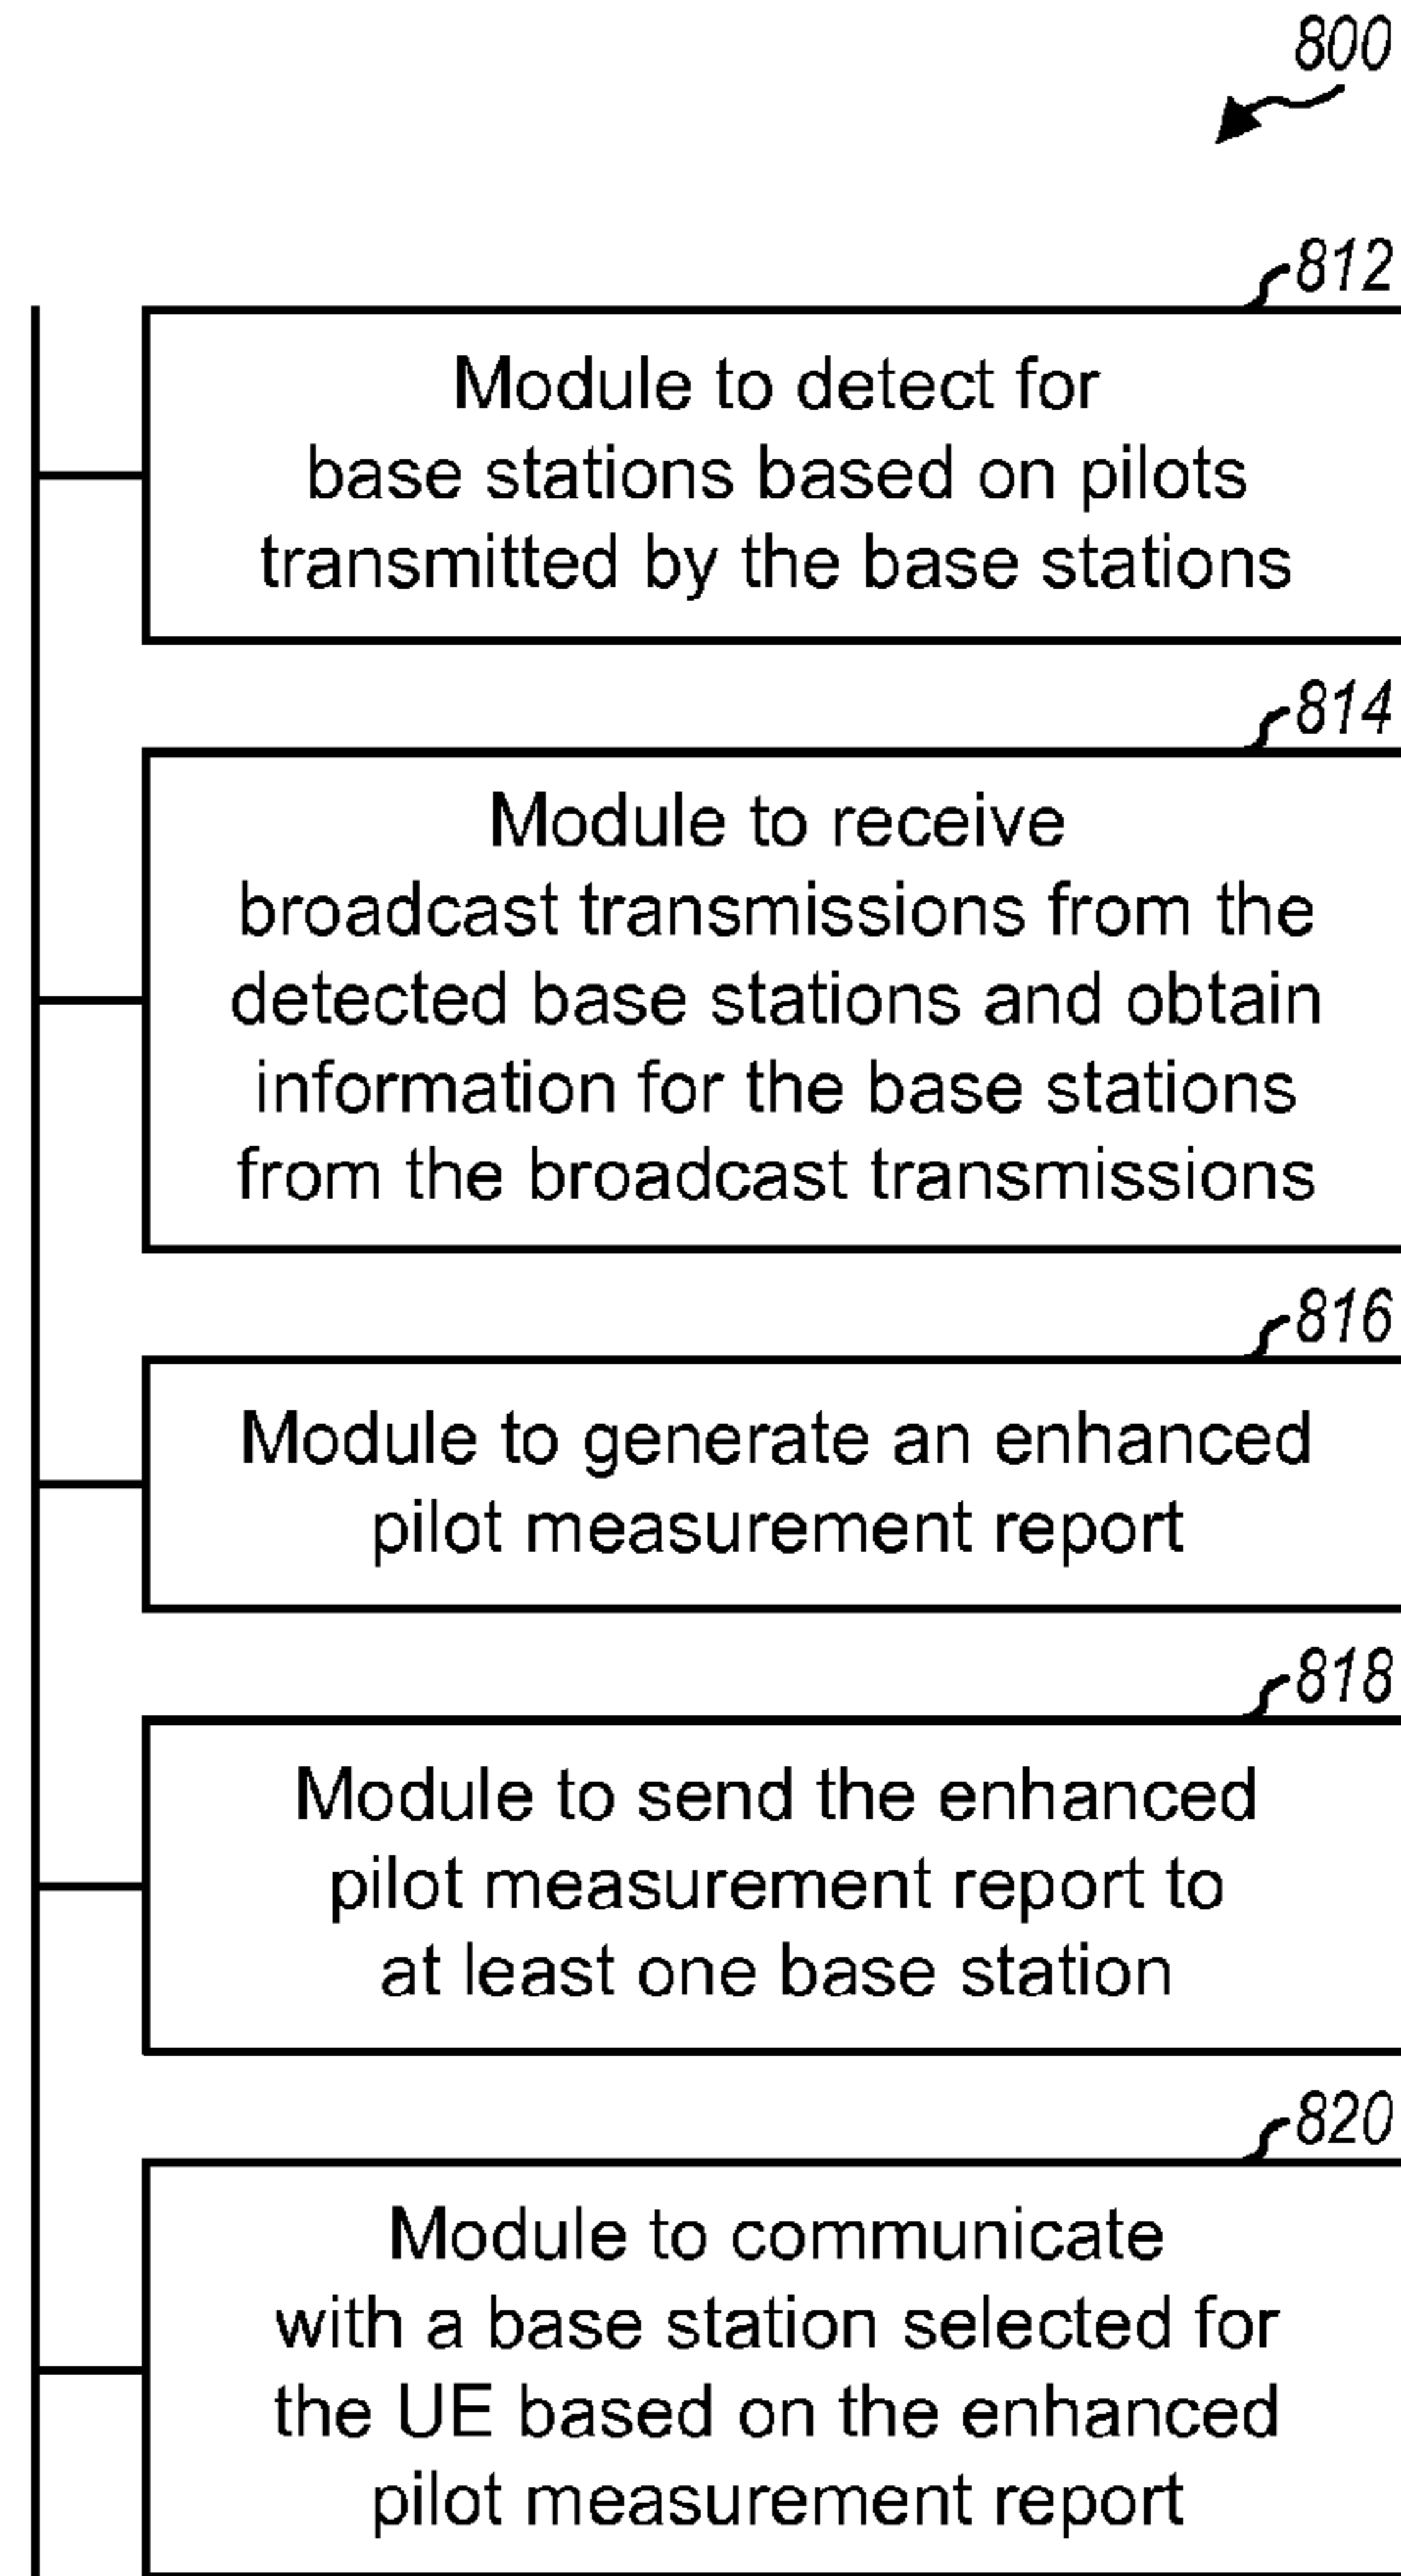 800
812
Module to detect for
base stations based on pilots
transmitted by the base stations
814
Module to receive
broadcast transmissions from the
detected base stations and obtain
information for the base stations
from the broadcast transmissions
816
Module to generate an enhanced
pilot measurement report
818
Module to send the enhanced
pilot measurement report to
at least one base station
820
Module to communicate
with a base station selected for
the UE based on the enhanced
pilot measurement report